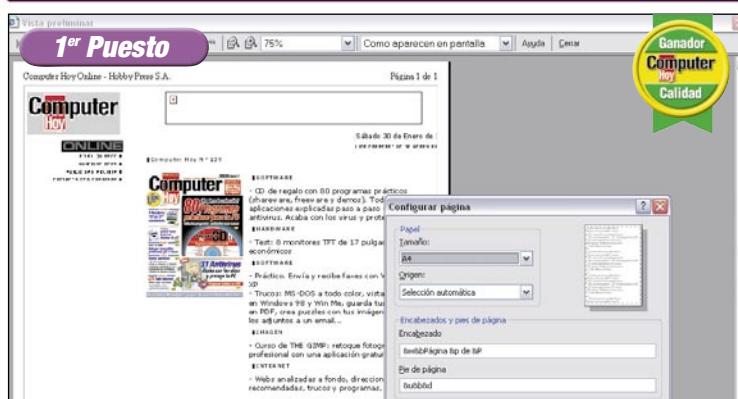 Vista preliminar
1er Puesto
75%
Como aparecen en pantalla
Ayuda
Cerrar
Ganador
Computer
Hoy
Calidad
Computer Hoy Online - Hobby Press S.A.
Página 1 de 1
Computer
Hoy
Sábado 30 de Enero de
ONLINE
Computer Hoy Nº 129
Computer
SOFTWARE
- CD de regalo con 80 programas prácticos
(shareware, freeware y demos). Tod
aplicaciones explicadas paso a paso
antivirus. Acaba con los virus y prote
HARDWARE
- Test: 8 monitores TFT de 17 pulga
económicos
SOFTWARE
- Práctico. Envía y recibe faxes con
XP
- Trucos: MS-DOS a todo color, vista
en Windows 98 y Win Me, guarda tu
en PDF, crea puzzles con tus imágen
los adjuntos a un email...
IMAGEN
- Curso de THE GIMP: retoque fotogr
profesional con una aplicación gratui
INTERNET
- Webs analizadas a fondo, direccion
recomendadas, trucos y programas.
Configurar página
Papel
Tamaño:
A4
Origen:
Selección automática
Encabezados y pies de página
Encabezado
&w&bPágina &p de &P
Pie de página
&u&b&d